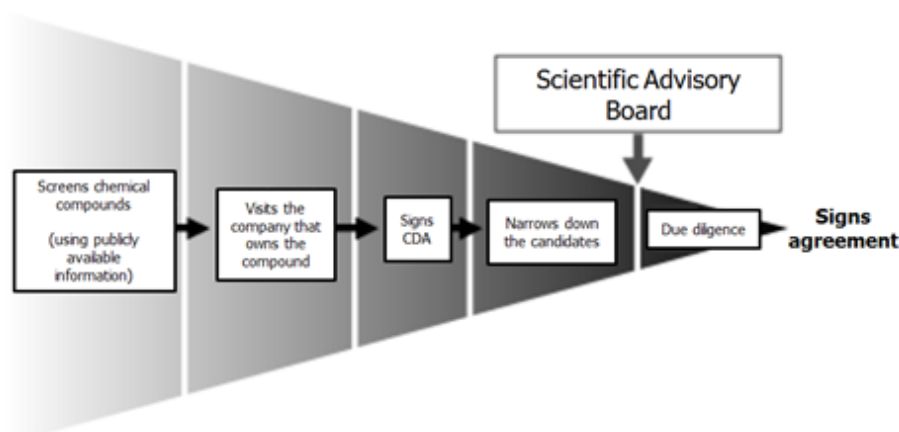 Scientific Advisory
Board
Screens chemical
compounds
(using publicly
available
information)
Visits the
company that
owns the
compound
Signs
CDA
Narrows down
the candidates
Due diligence
Signs
agreement